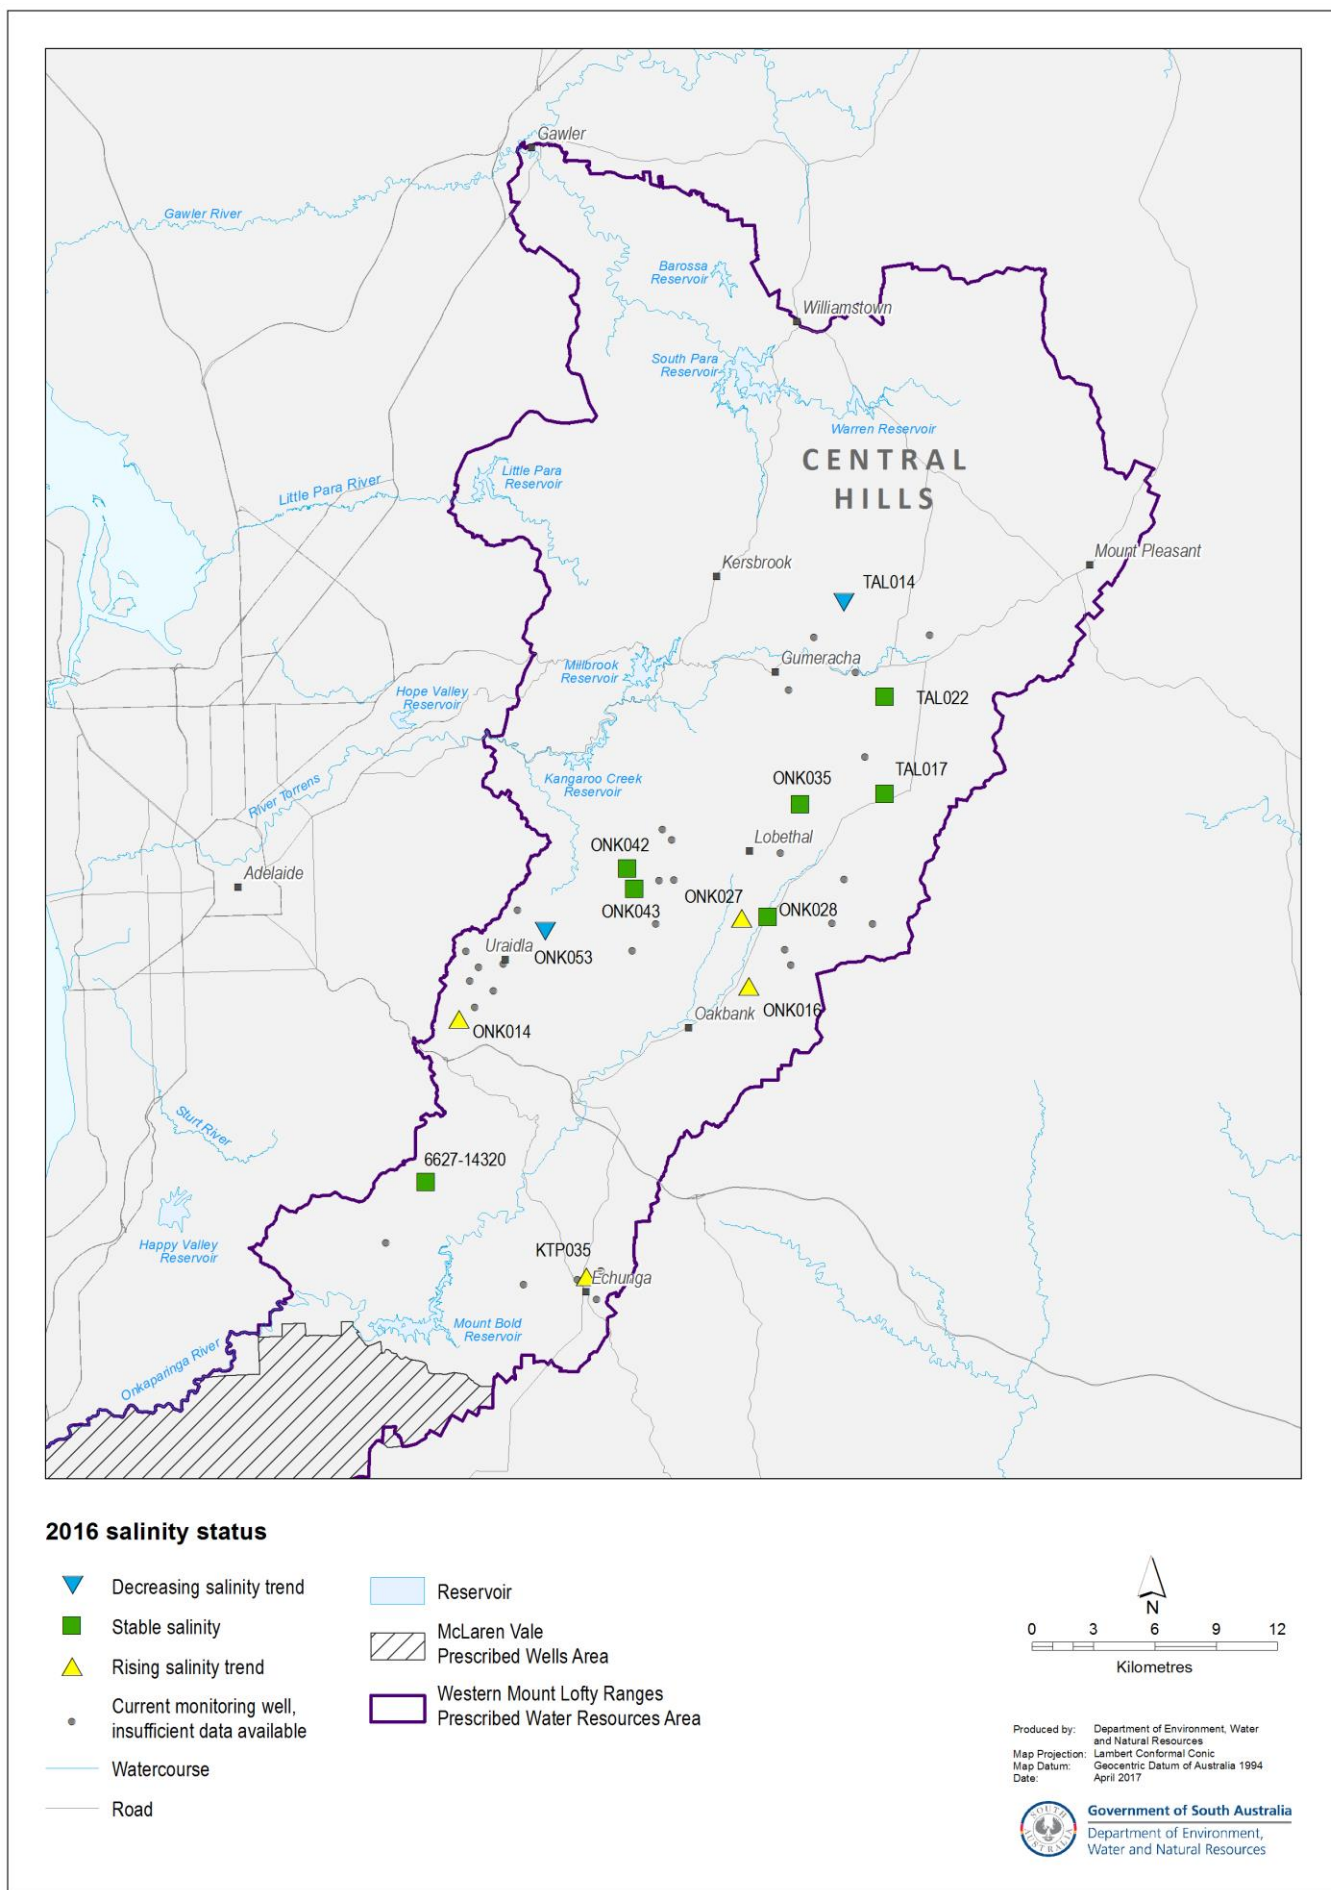 Gawler
Gawler River
Barossa
Reservoir
Williamstown
South Para
Reservoir
Warren Reservoir
CENTRAL
HILLS
Little Para
Reservoir
Little Para River
Mount Pleasant
Kersbrook
TAL014
Millbrook
Reservoir
Gumeracha
Hope Valley
Reservoir
TAL022
Kangaroo Creek
Reservoir
River Torrens
ONK035
TAL017
ONK042
Lobethal
Adelaide
ONK043
ONK027
ONK028
Uraidla
ONK053
ONK014
Oakbank
ONK016
Sturt River
6627-14320
Happy Valley
Reservoir
KTP035
Echunga
Mount Bold
Reservoir
Onkaparinga River
2016 salinity status
Decreasing salinity trend
Stable salinity
Rising salinity trend
Current monitoring well,
insufficient data available
Watercourse
Road
Reservoir
McLaren Vale
Prescribed Wells Area
Western Mount Lofty Ranges
Prescribed Water Resources Area
N
0 3 6 9 12
Kilometres
Produced by: Department of Environment, Water
and Natural Resources
Map Projection: Lambert Conformal Conic
Map Datum: Geocentric Datum of Australia 1994
Date: April 2017
SOUTH
AUSTRALIA
Government of South Australia
Department of Environment,
Water and Natural Resources